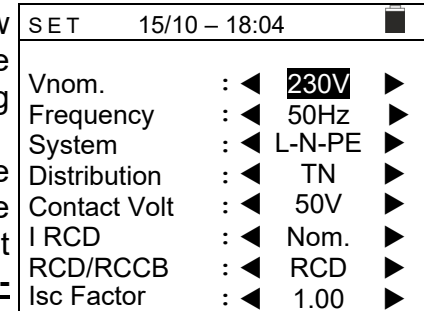 SET 15/10 – 18:04
Vnom. : ◀ 230V ▶
Frequency : ◀ 50Hz ▶
System : ◀ L-N-PE ▶
Distribution : ◀ TN ▶
Contact Volt : ◀ 50V ▶
I RCD : ◀ Nom. ▶
RCD/RCCB : ◀ RCD ▶
Isc Factor : ◀ 1.00 ▶